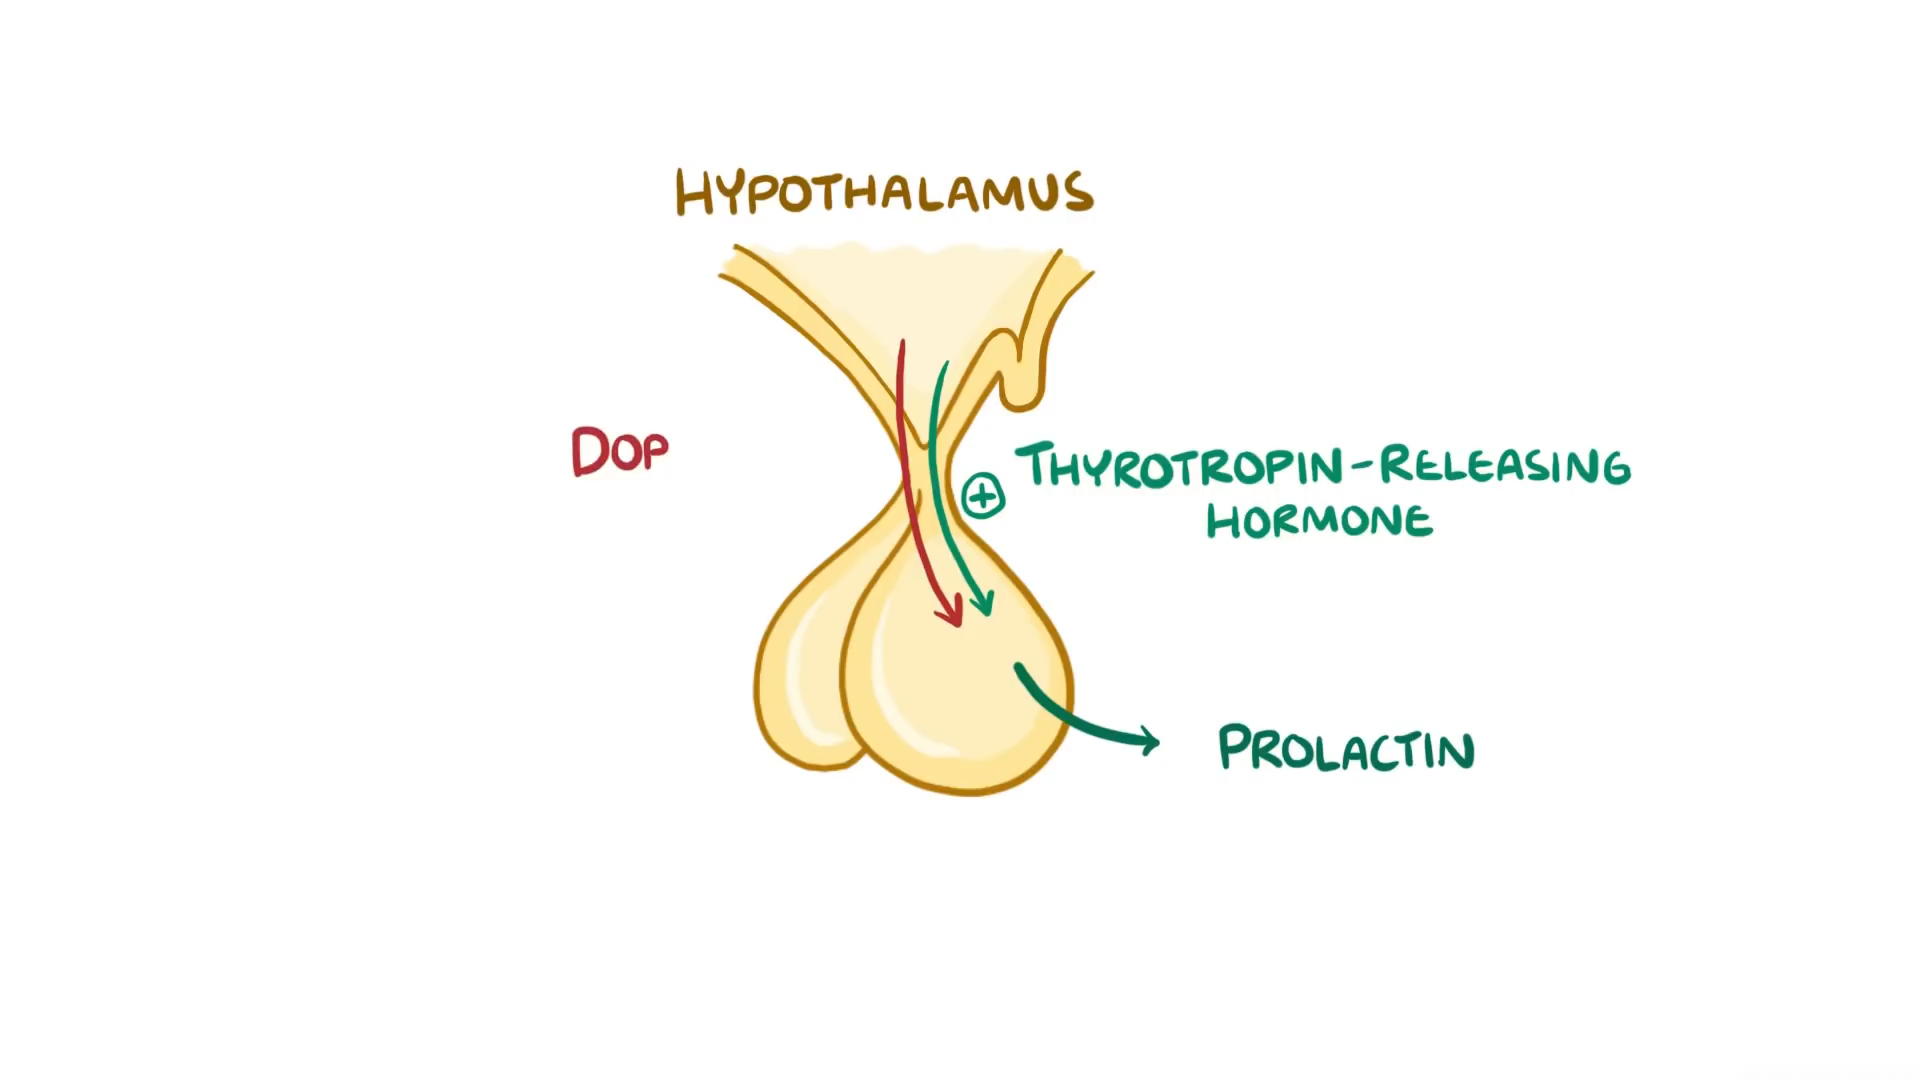 HYPOTHALAMUS
DOP
THYROTROPIN-RELEASING
HORMONE
+
PROLACTIN